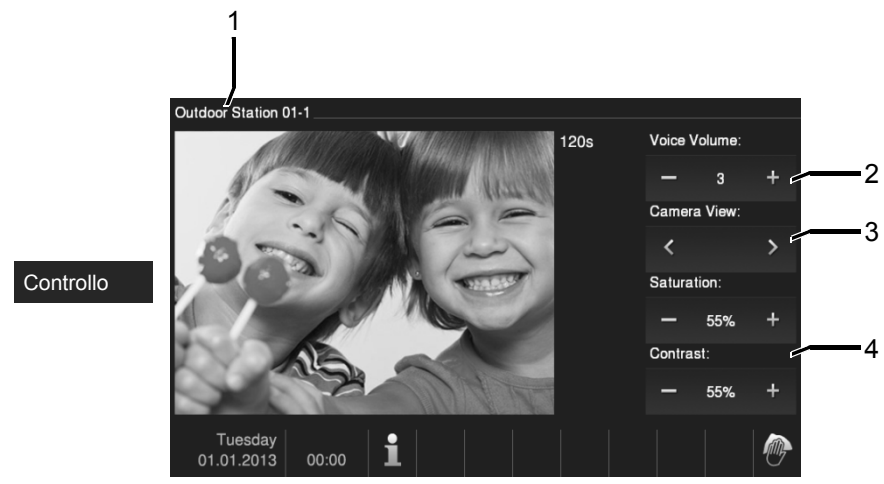 1
Outdoor Station 01-1
120s
Voice Volume:
− 3 +
2
Camera View:
< >
3
Controllo
Saturation:
− 55% +
Contrast:
4
− 55% +
Tuesday
01.01.2013
00:00
i